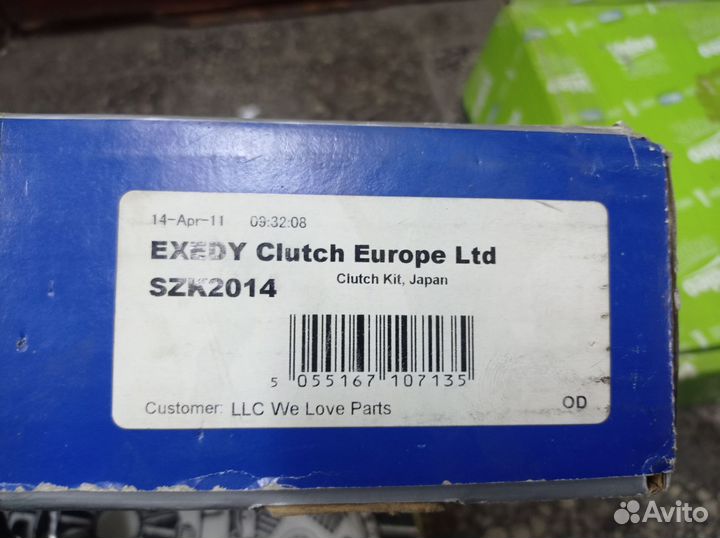 14-Apr-11 09:32:08
EXEDY Clutch Europe Ltd
SZK2014 Clutch Kit, Japan
5 055167 107135
Customer: LLC We Love Parts
OD
Avito